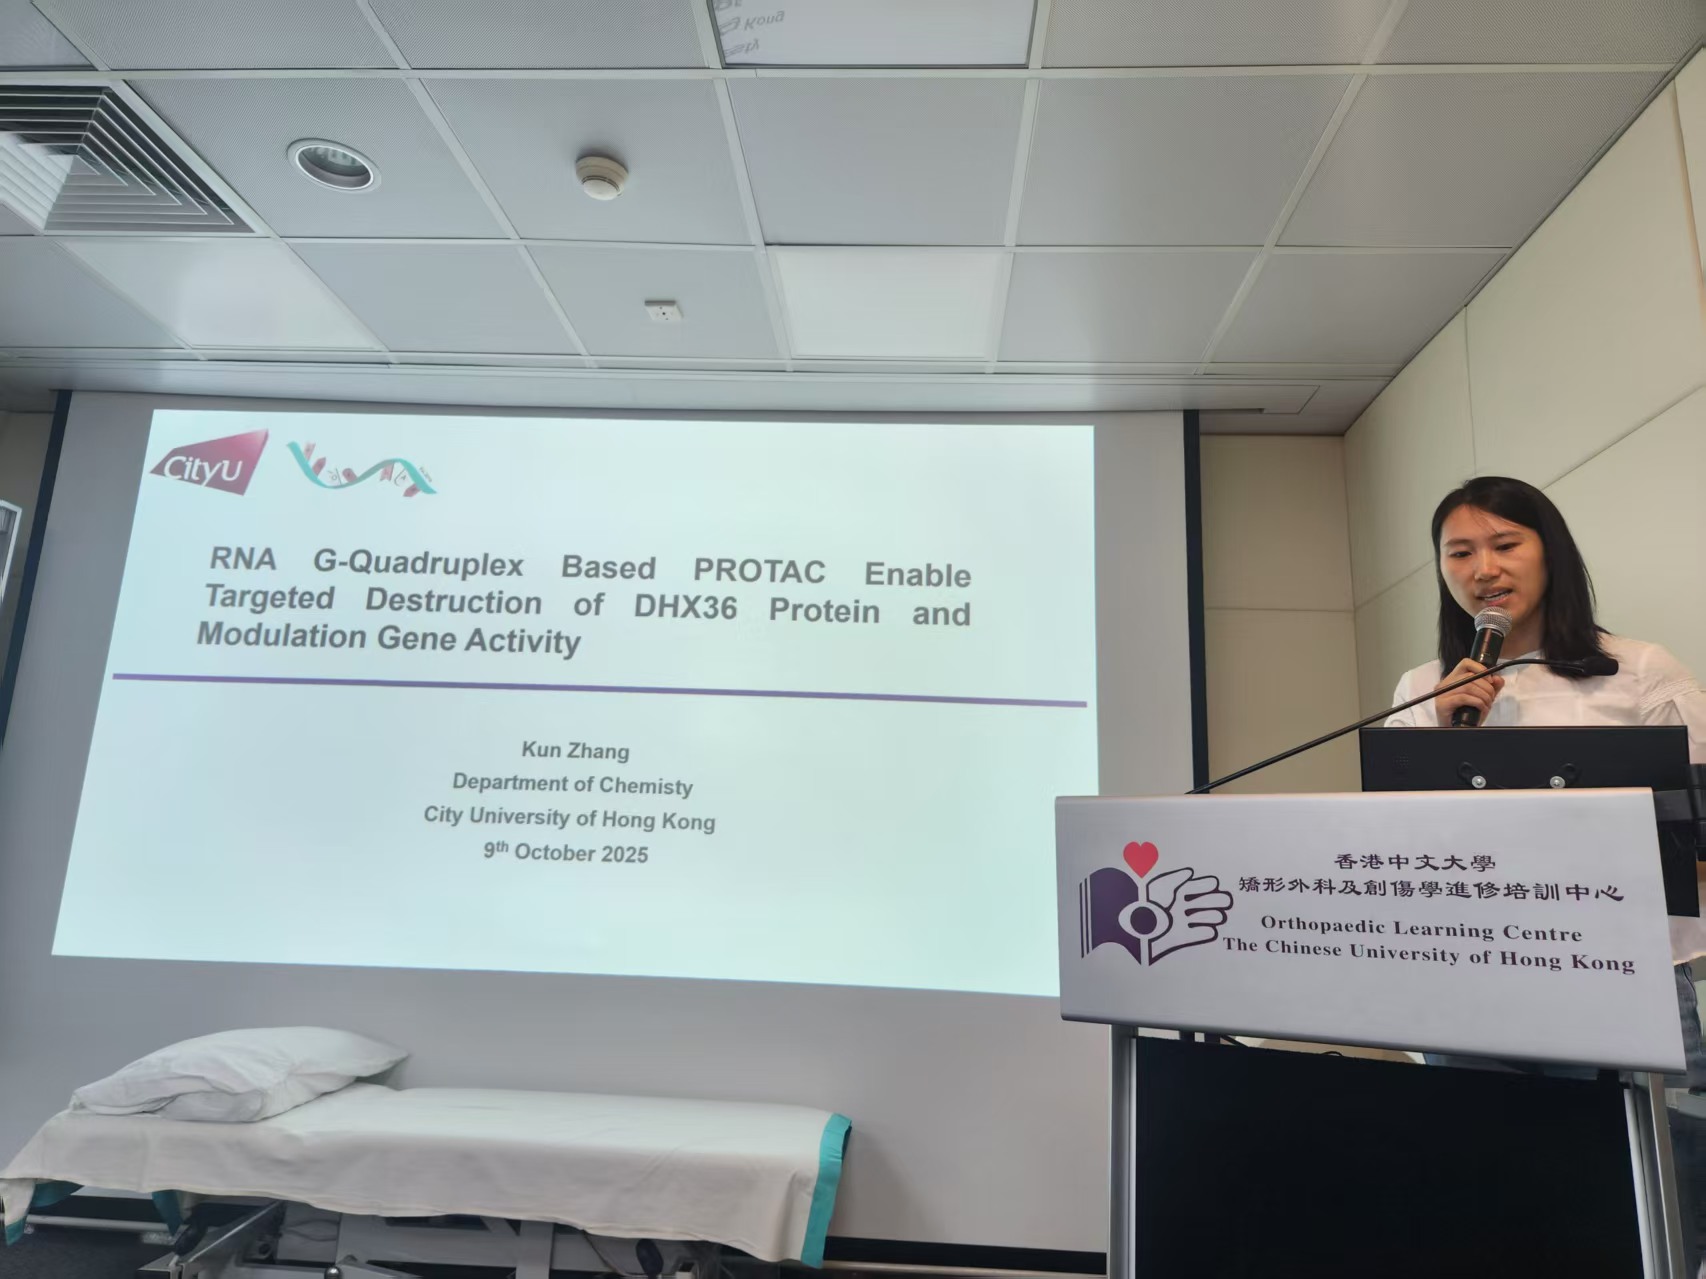 CityU
RNA G-Quadruplex Based PROTAC Enable
Targeted Destruction of DHX36 Protein and
Modulation Gene Activity
Kun Zhang
Department of Chemisty
City University of Hong Kong
9th October 2025
香港中文大學
矯形外科及創傷學進修培訓中心
Orthopaedic Learning Centre
The Chinese University of Hong Kong